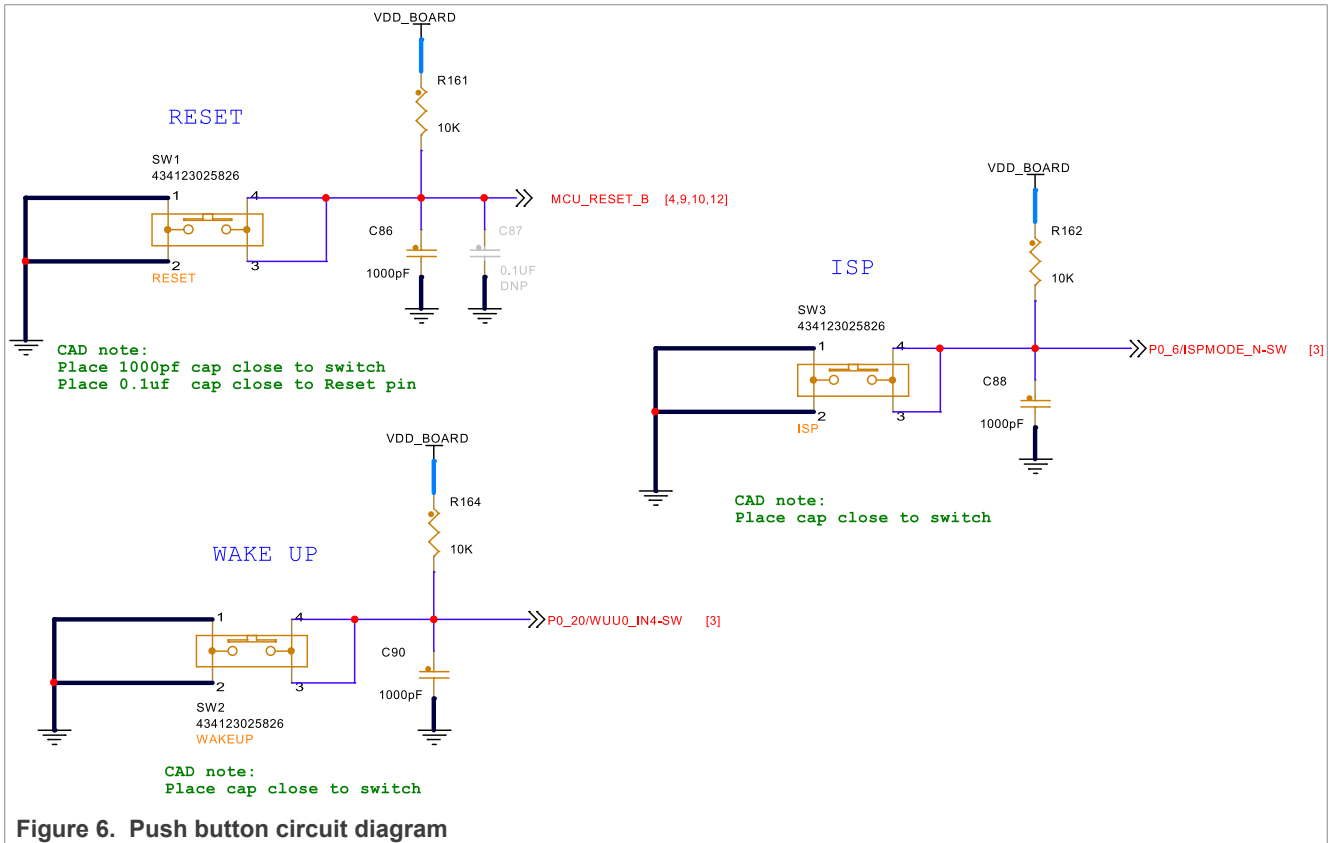 VDD_BOARD
R161
10K
RESET
SW1
434123025826
1
4
2
3
RESET
MCU_RESET_B [4,9,10,12]
C86
1000pF
C87
0.1UF
DNP
CAD note:
Place 1000pf cap close to switch
Place 0.1uf cap close to Reset pin
VDD_BOARD
R162
10K
ISP
SW3
434123025826
1
4
2
3
ISP
P0_6/ISPMODE_N-SW [3]
C88
1000pF
CAD note:
Place cap close to switch
VDD_BOARD
R164
10K
WAKE UP
1
4
2
3
SW2
434123025826
WAKEUP
P0_20/WUU0_IN4-SW [3]
C90
1000pF
CAD note:
Place cap close to switch
Figure 6. Push button circuit diagram